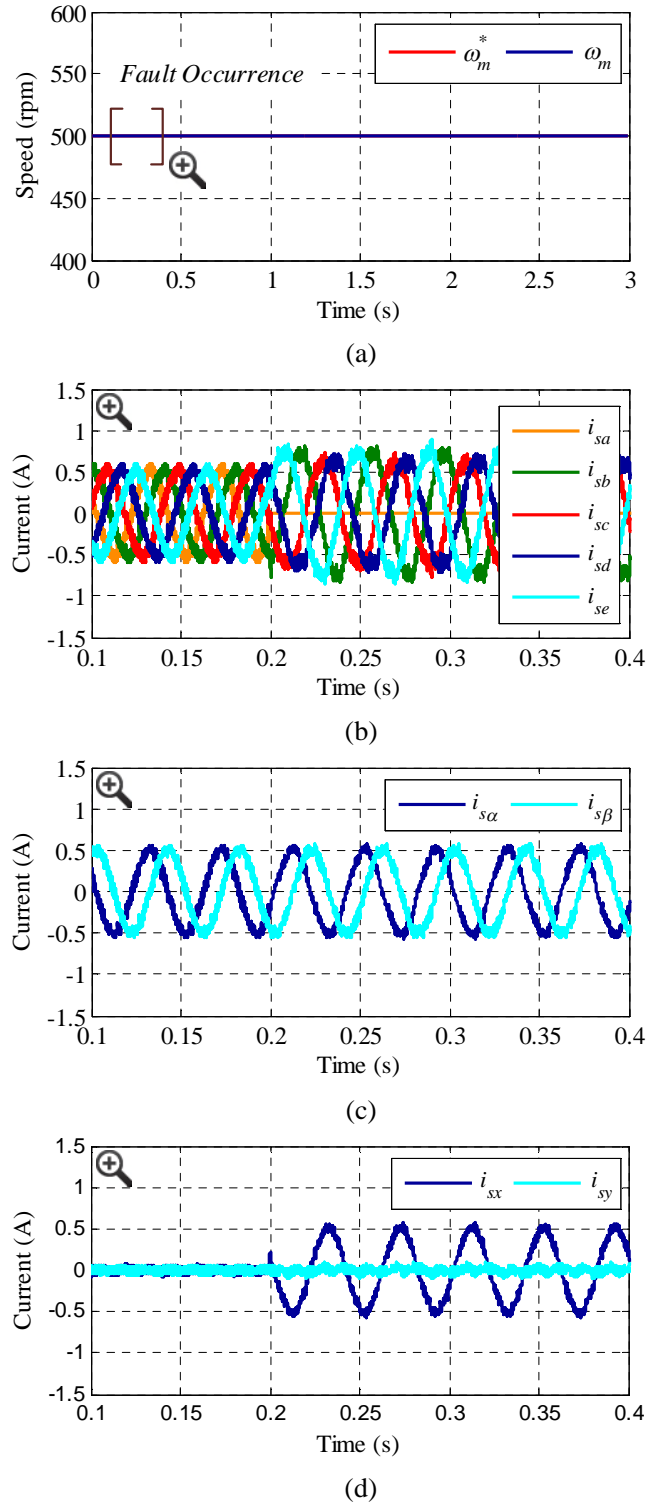 600
550
500
450
400
Speed (rpm)
Fault Occurrence
ω*m ωm
0 0.5 1 1.5 2 2.5 3
Time (s)
(a)
1.5
1
0.5
0
-0.5
-1
-1.5
Current (A)
isa
isb
isc
isd
ise
0.1 0.15 0.2 0.25 0.3 0.35 0.4
Time (s)
(b)
1.5
1
0.5
0
-0.5
-1
-1.5
Current (A)
isα isβ
0.1 0.15 0.2 0.25 0.3 0.35 0.4
Time (s)
(c)
1.5
1
0.5
0
-0.5
-1
-1.5
Current (A)
isx isy
0.1 0.15 0.2 0.25 0.3 0.35 0.4
Time (s)
(d)